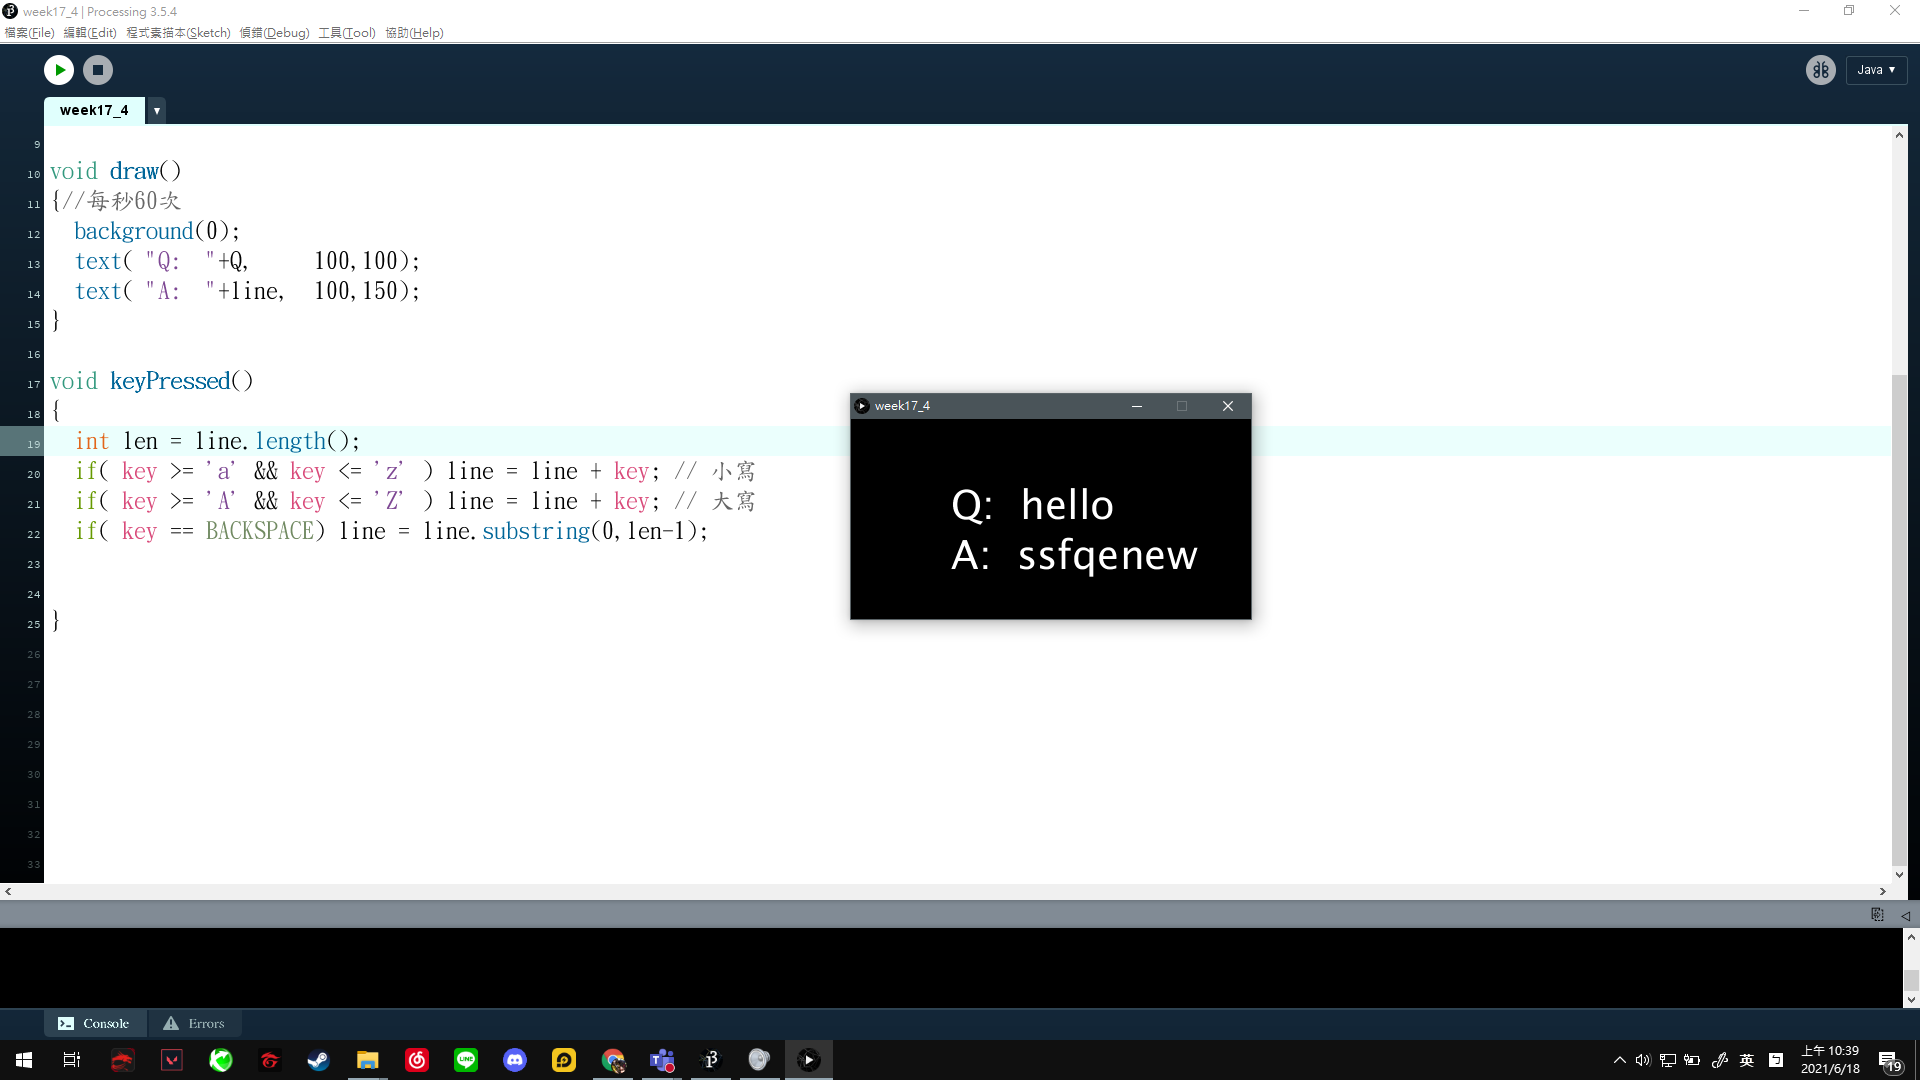 week17_4 | Processing 3.5.4
檔案(File) 編輯(Edit) 程式素描本(Sketch) 偵錯(Debug) 工具(Tool) 協助(Help)
Java ▾
week17_4
9
10 void draw()
11 {//每秒60次
12 background(0);
13 text( "Q: "+Q, 100,100);
14 text( "A: "+line, 100,150);
15 }
16
17 void keyPressed()
18 {
19 int len = line.length();
20 if( key >= 'a' && key <= 'z' ) line = line + key; // 小寫
21 if( key >= 'A' && key <= 'Z' ) line = line + key; // 大寫
22 if( key == BACKSPACE) line = line.substring(0,len-1);
23
24
25 }
26
27
28
29
30
31
32
33
week17_4
Q: hello
A: ssfqenew
Console
Errors
英
上午 10:39
2021/6/18
19